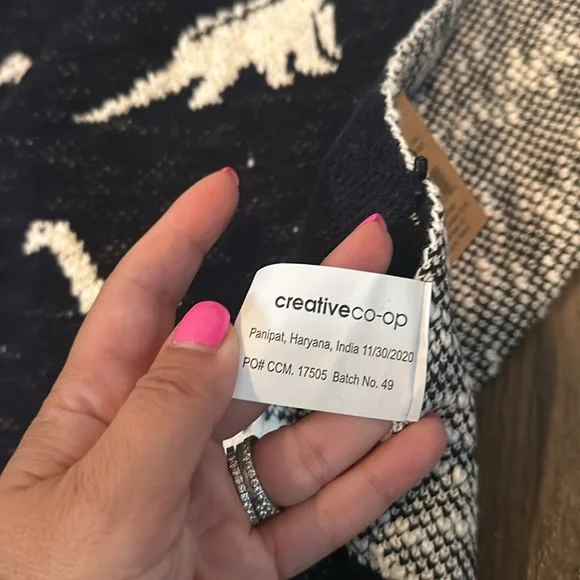 creativeco-op
Panipat, Haryana, India 11/30/2020
PO# CCM. 17505 Batch No. 49